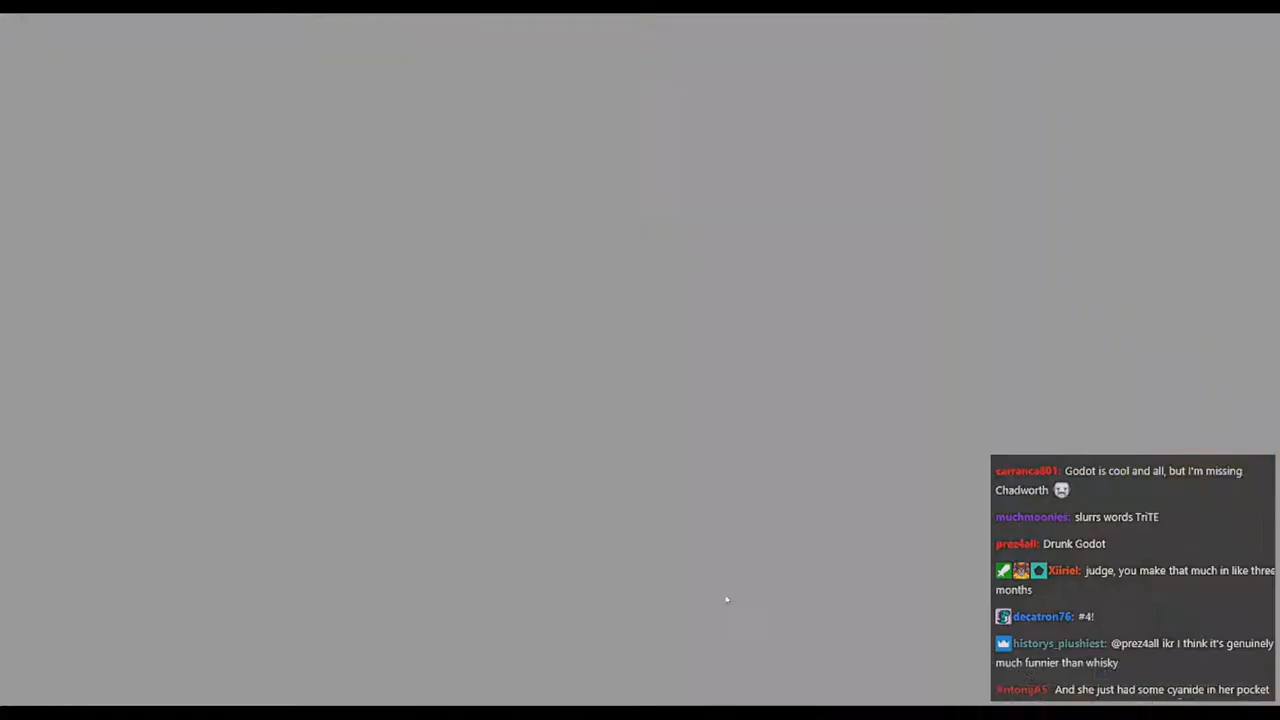 carranca801: Godot is cool and all, but I'm missing
Chadworth
muchmoonies: slurrs words TriTE
prez4all: Drunk Godot
Xiiriel: judge, you make that much in like three
months
decatron76: #4!
historys_plushiest: @prez4all ikr I think it's genuinely
much funnier than whisky
And she just had some cyanide in her pocket